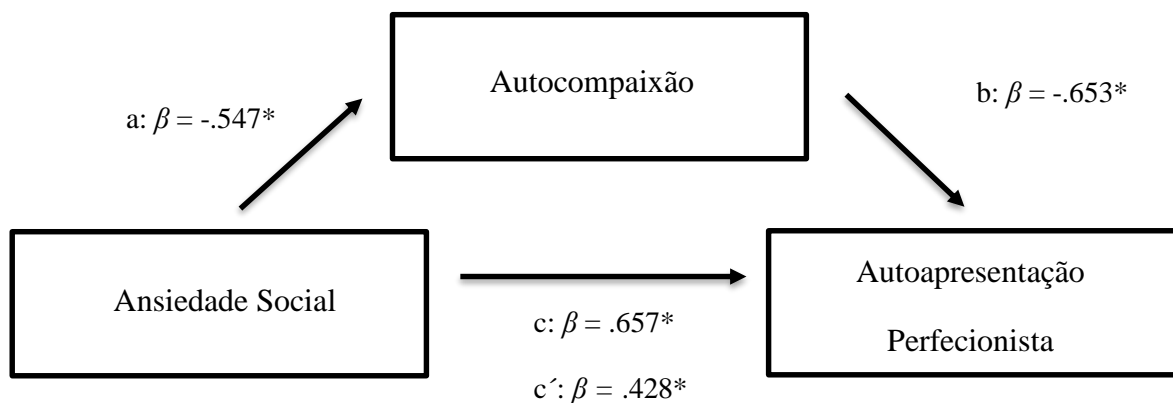 Autocompaixão
a: β = -.547*
b: β = -.653*
Ansiedade Social
c: β = .657*
c´: β = .428*
Autoapresentação
Perfecionista